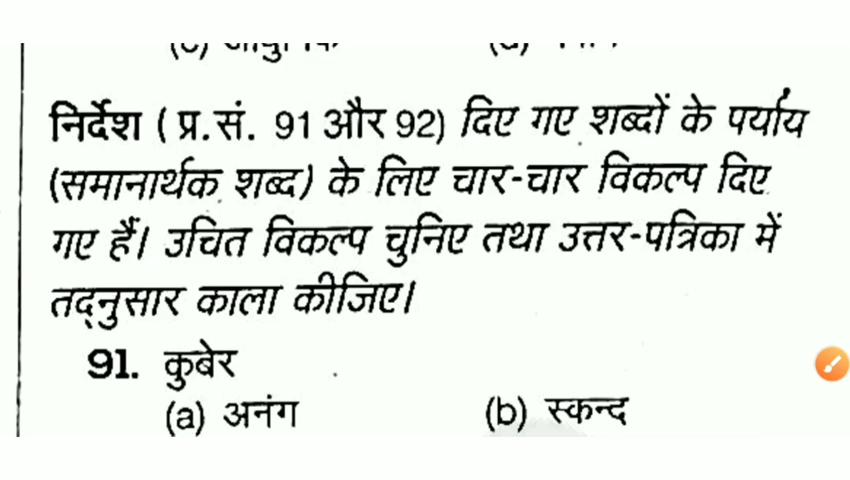 निर्देश (प्र.सं. 91 और 92) दिए गए शब्दों के पर्याय
(समानार्थक शब्द) के लिए चार-चार विकल्प दिए
गए हैं। उचित विकल्प चुनिए तथा उत्तर-पत्रिका में
तद्नुसार काला कीजिए।
91. कुबेर
(a) अनंग (b) स्कन्द